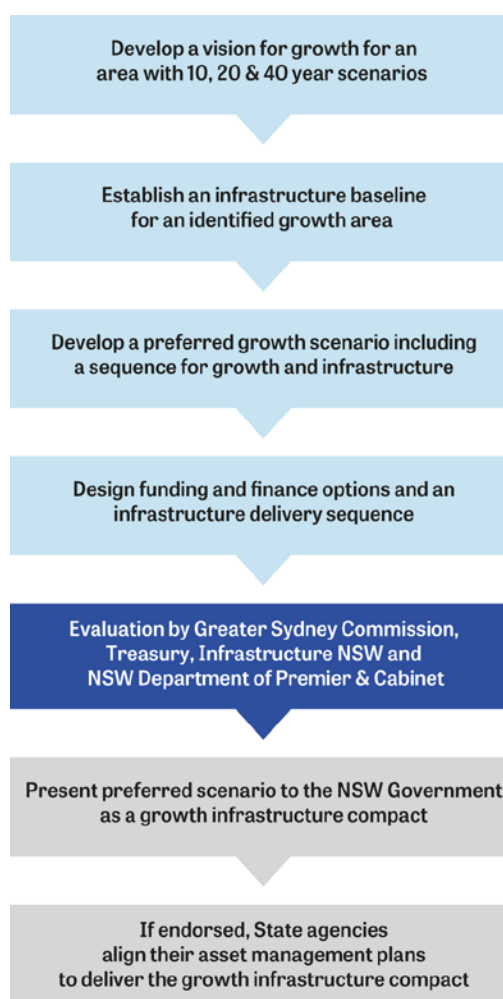 Develop a vision for growth for an
area with 10, 20 & 40 year scenarios
Establish an infrastructure baseline
for an identified growth area
Develop a preferred growth scenario including
a sequence for growth and infrastructure
Design funding and finance options and an
infrastructure delivery sequence
Evaluation by Greater Sydney Commission,
Treasury, Infrastructure NSW and
NSW Department of Premier & Cabinet
Present preferred scenario to the NSW Government
as a growth infrastructure compact
If endorsed, State agencies
align their asset management plans
to deliver the growth infrastructure compact